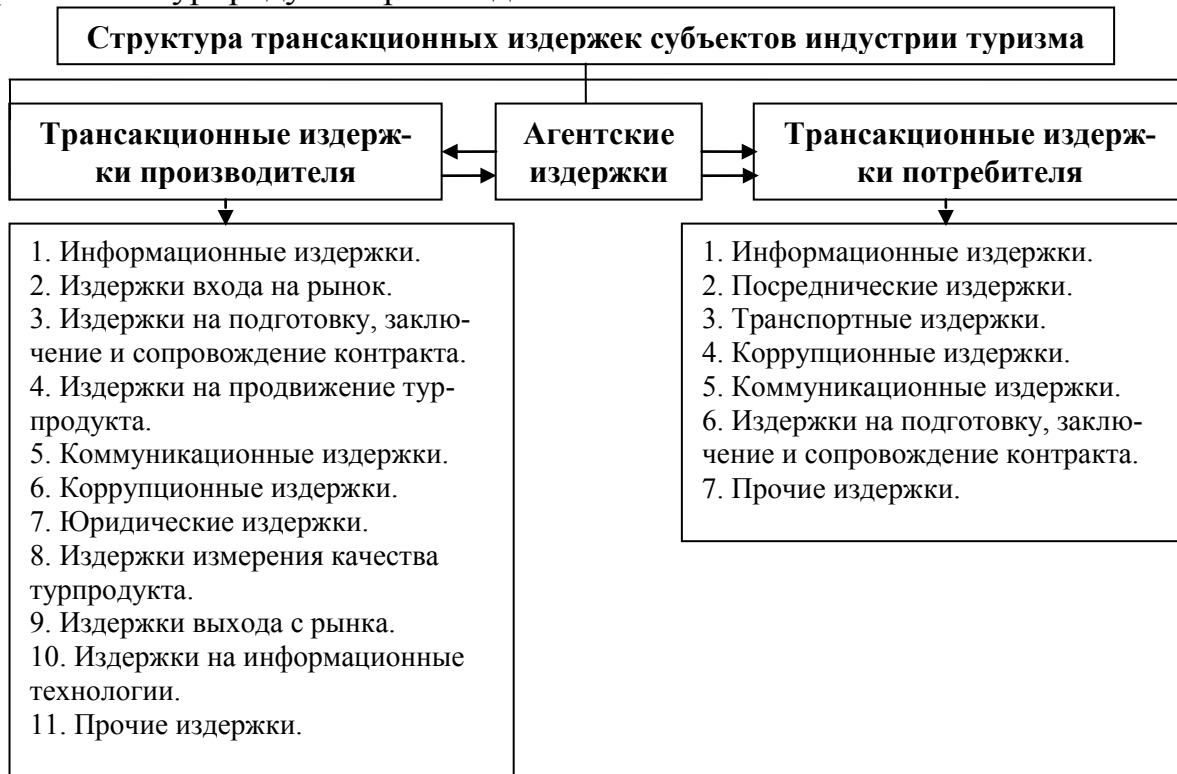 Структура трансакционных издержек субъектов индустрии туризма
Трансакционные издерж-
ки производителя
Агентские
издержки
Трансакционные издерж-
ки потребителя
1. Информационные издержки.
2. Издержки входа на рынок.
3. Издержки на подготовку, заклю-
чение и сопровождение контракта.
4. Издержки на продвижение тур-
продукта.
5. Коммуникационные издержки.
6. Коррупционные издержки.
7. Юридические издержки.
8. Издержки измерения качества
турпродукта.
9. Издержки выхода с рынка.
10. Издержки на информационные
технологии.
11. Прочие издержки.
1. Информационные издержки.
2. Посреднические издержки.
3. Транспортные издержки.
4. Коррупционные издержки.
5. Коммуникационные издержки.
6. Издержки на подготовку, заклю-
чение и сопровождение контракта.
7. Прочие издержки.